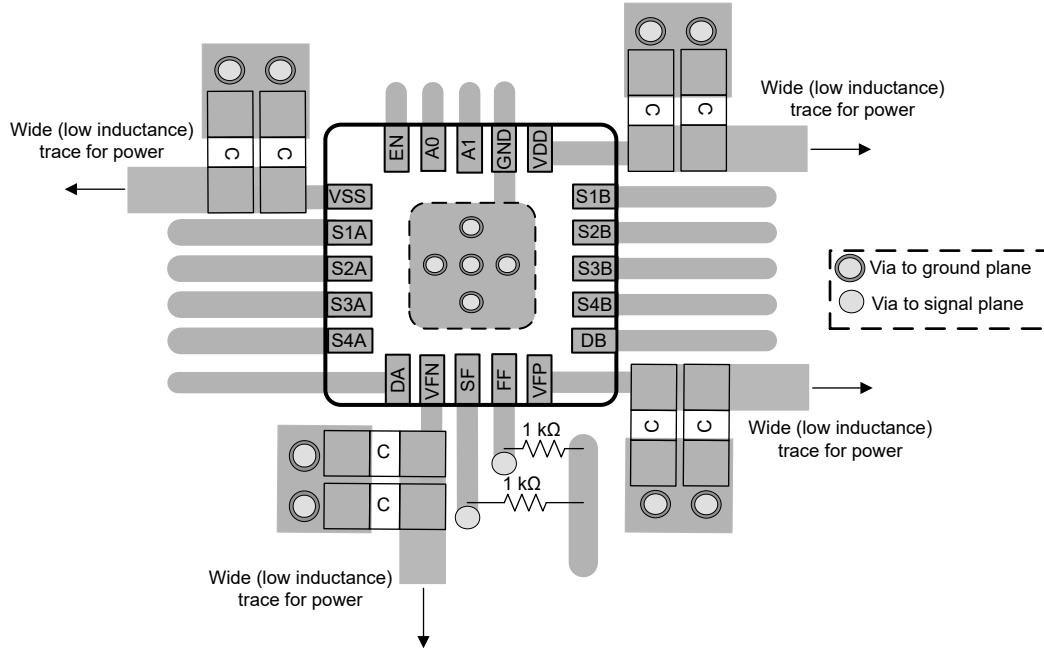 Wide (low inductance)
trace for power
C
C
EN
A0
A1
GND
VDD
C
C
Wide (low inductance)
trace for power
VSS
S1A
S2A
S3A
S4A
S1B
S2B
S3B
S4B
DB
Via to ground plane
Via to signal plane
DA
VFN
SF
FF
VFP
C
C
1 kΩ
1 kΩ
C
C
Wide (low inductance)
trace for power
Wide (low inductance)
trace for power